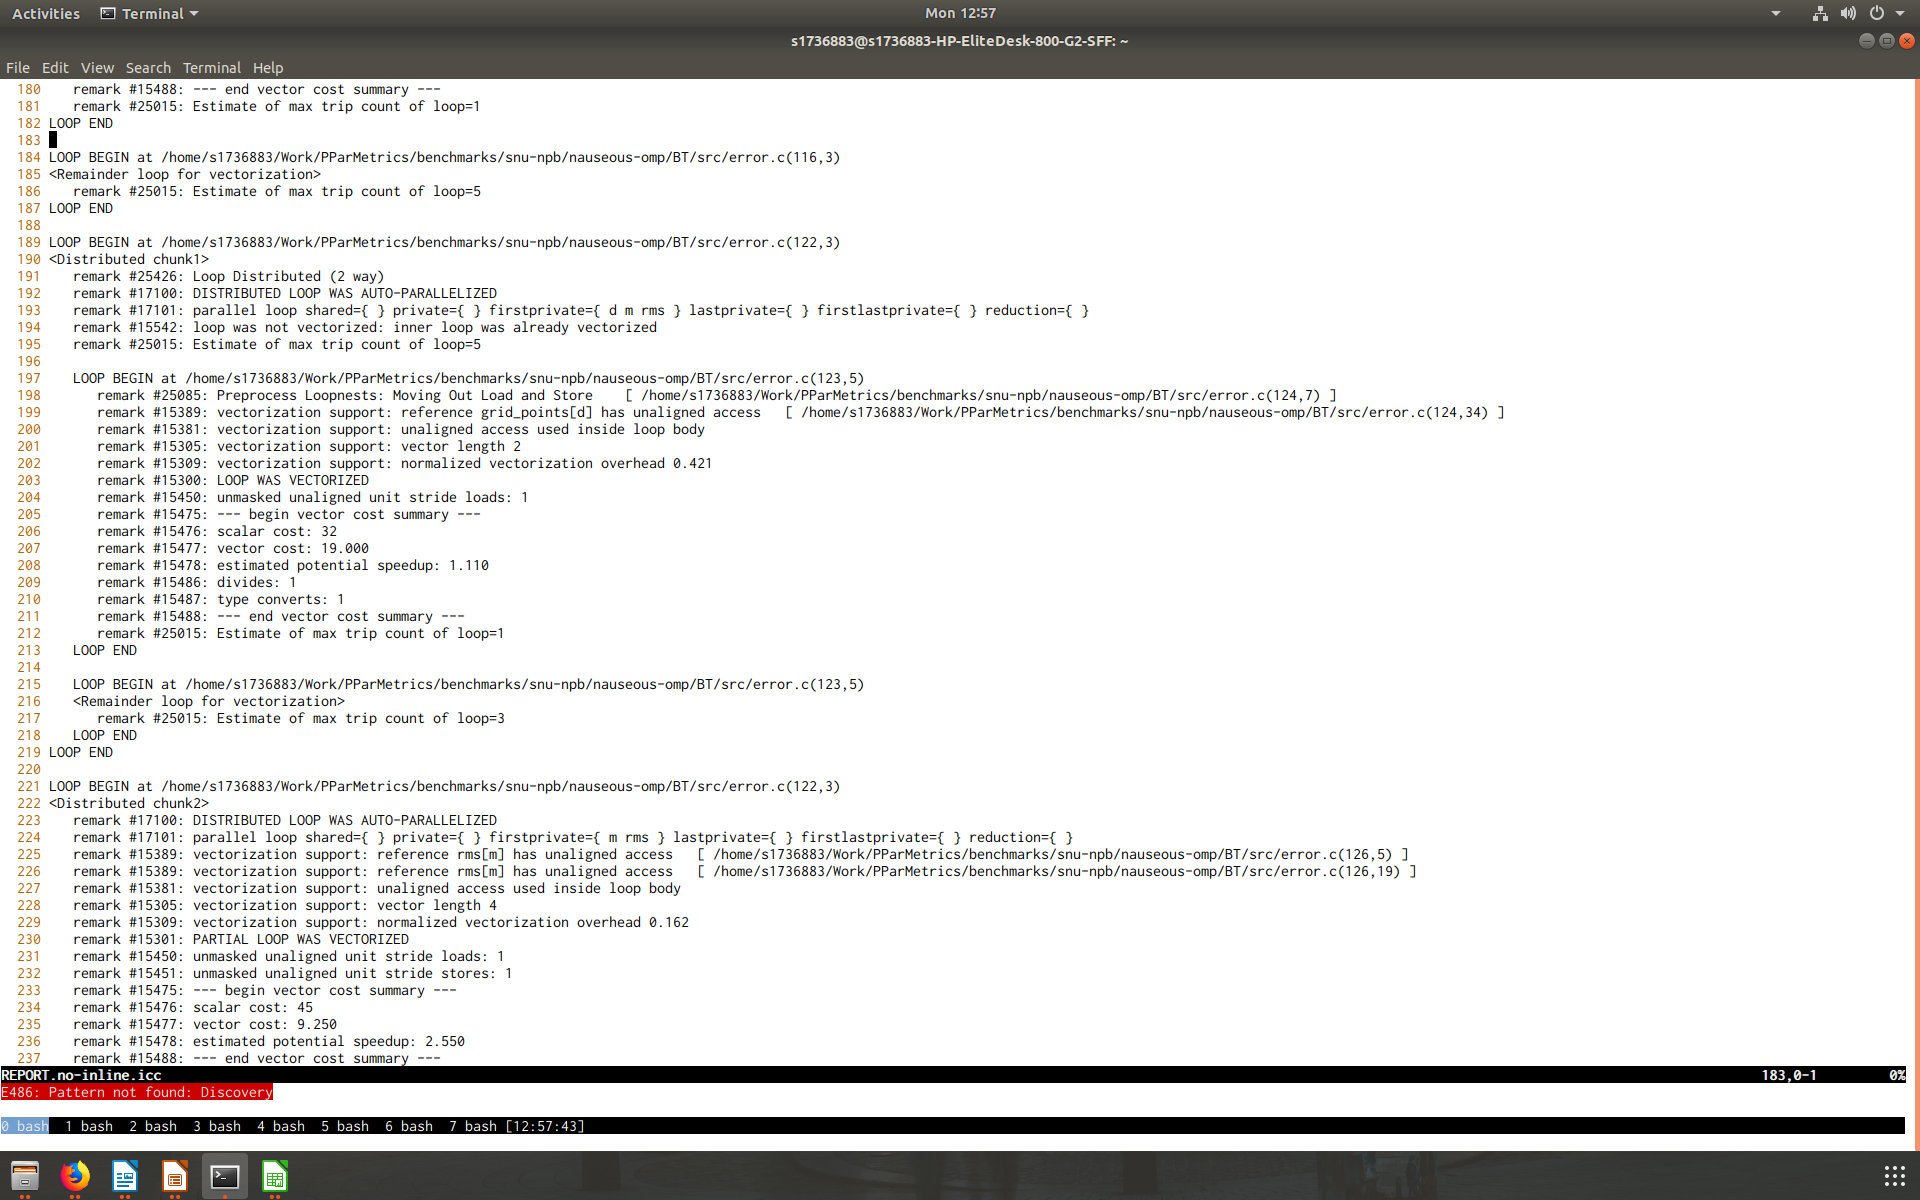 Activities Terminal Mon 12:57
s1736883@s1736883-HP-EliteDesk-800-G2-SFF: ~
File Edit View Search Terminal Help
180 remark #15488: --- end vector cost summary ---
181 remark #25015: Estimate of max trip count of loop=1
182 LOOP END
183
184 LOOP BEGIN at /home/s1736883/Work/PParMetrics/benchmarks/snu-npb/nauseous-omp/BT/src/error.c(116,3)
185 <Remainder loop for vectorization>
186 remark #25015: Estimate of max trip count of loop=5
187 LOOP END
188
189 LOOP BEGIN at /home/s1736883/Work/PParMetrics/benchmarks/snu-npb/nauseous-omp/BT/src/error.c(122,3)
190 <Distributed chunk1>
191 remark #25426: Loop Distributed (2 way)
192 remark #17100: DISTRIBUTED LOOP WAS AUTO-PARALLELIZED
193 remark #17101: parallel loop shared={ } private={ } firstprivate={ d m rms } lastprivate={ } firstlastprivate={ } reduction={ }
194 remark #15542: loop was not vectorized: inner loop was already vectorized
195 remark #25015: Estimate of max trip count of loop=5
196
197 LOOP BEGIN at /home/s1736883/Work/PParMetrics/benchmarks/snu-npb/nauseous-omp/BT/src/error.c(123,5)
198 remark #25085: Preprocess Loopnests: Moving Out Load and Store [ /home/s1736883/Work/PParMetrics/benchmarks/snu-npb/nauseous-omp/BT/src/error.c(124,7) ]
199 remark #15389: vectorization support: reference grid_points[d] has unaligned access [ /home/s1736883/Work/PParMetrics/benchmarks/snu-npb/nauseous-omp/BT/src/error.c(124,34) ]
200 remark #15381: vectorization support: unaligned access used inside loop body
201 remark #15305: vectorization support: vector length 2
202 remark #15309: vectorization support: normalized vectorization overhead 0.421
203 remark #15300: LOOP WAS VECTORIZED
204 remark #15450: unmasked unaligned unit stride loads: 1
205 remark #15475: --- begin vector cost summary ---
206 remark #15476: scalar cost: 32
207 remark #15477: vector cost: 19.000
208 remark #15478: estimated potential speedup: 1.110
209 remark #15486: divides: 1
210 remark #15487: type converts: 1
211 remark #15488: --- end vector cost summary ---
212 remark #25015: Estimate of max trip count of loop=1
213 LOOP END
214
215 LOOP BEGIN at /home/s1736883/Work/PParMetrics/benchmarks/snu-npb/nauseous-omp/BT/src/error.c(123,5)
216 <Remainder loop for vectorization>
217 remark #25015: Estimate of max trip count of loop=3
218 LOOP END
219 LOOP END
220
221 LOOP BEGIN at /home/s1736883/Work/PParMetrics/benchmarks/snu-npb/nauseous-omp/BT/src/error.c(122,3)
222 <Distributed chunk2>
223 remark #17100: DISTRIBUTED LOOP WAS AUTO-PARALLELIZED
224 remark #17101: parallel loop shared={ } private={ } firstprivate={ m rms } lastprivate={ } firstlastprivate={ } reduction={ }
225 remark #15389: vectorization support: reference rms[m] has unaligned access [ /home/s1736883/Work/PParMetrics/benchmarks/snu-npb/nauseous-omp/BT/src/error.c(126,5) ]
226 remark #15389: vectorization support: reference rms[m] has unaligned access [ /home/s1736883/Work/PParMetrics/benchmarks/snu-npb/nauseous-omp/BT/src/error.c(126,19) ]
227 remark #15381: vectorization support: unaligned access used inside loop body
228 remark #15305: vectorization support: vector length 4
229 remark #15309: vectorization support: normalized vectorization overhead 0.162
230 remark #15301: PARTIAL LOOP WAS VECTORIZED
231 remark #15450: unmasked unaligned unit stride loads: 1
232 remark #15451: unmasked unaligned unit stride stores: 1
233 remark #15475: --- begin vector cost summary ---
234 remark #15476: scalar cost: 45
235 remark #15477: vector cost: 9.250
236 remark #15478: estimated potential speedup: 2.550
237 remark #15488: --- end vector cost summary ---
REPORT.no-inline.icc 183,0-1 0%
E486: Pattern not found: Discovery
0 bash 1 bash 2 bash 3 bash 4 bash 5 bash 6 bash 7 bash [12:57:43]